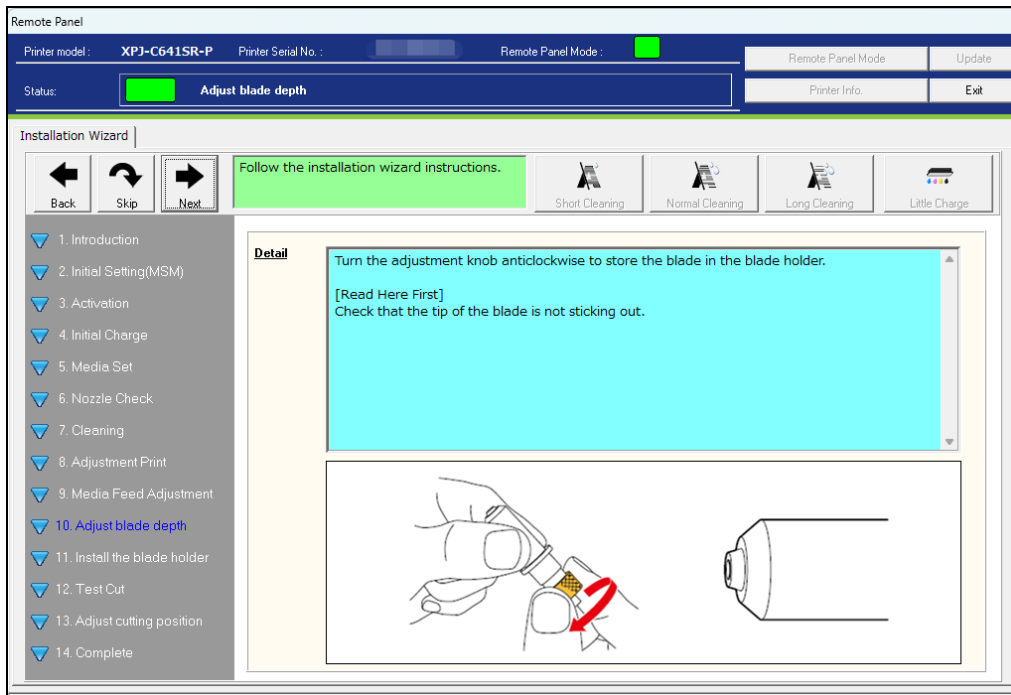 Remote Panel
Printer model : XPJ-C641SR-P Printer Serial No. : Remote Panel Mode :
Remote Panel Mode Update
Status: Adjust blade depth
Printer Info. Exit
Installation Wizard
Back Skip Next
Follow the installation wizard instructions.
Short Cleaning Normal Cleaning Long Cleaning Little Charge
1. Introduction
2. Initial Setting(MSM)
3. Activation
4. Initial Charge
5. Media Set
6. Nozzle Check
7. Cleaning
8. Adjustment Print
9. Media Feed Adjustment
10. Adjust blade depth
11. Install the blade holder
12. Test Cut
13. Adjust cutting position
14. Complete
Detail
Turn the adjustment knob anticlockwise to store the blade in the blade holder.
[Read Here First]
Check that the tip of the blade is not sticking out.